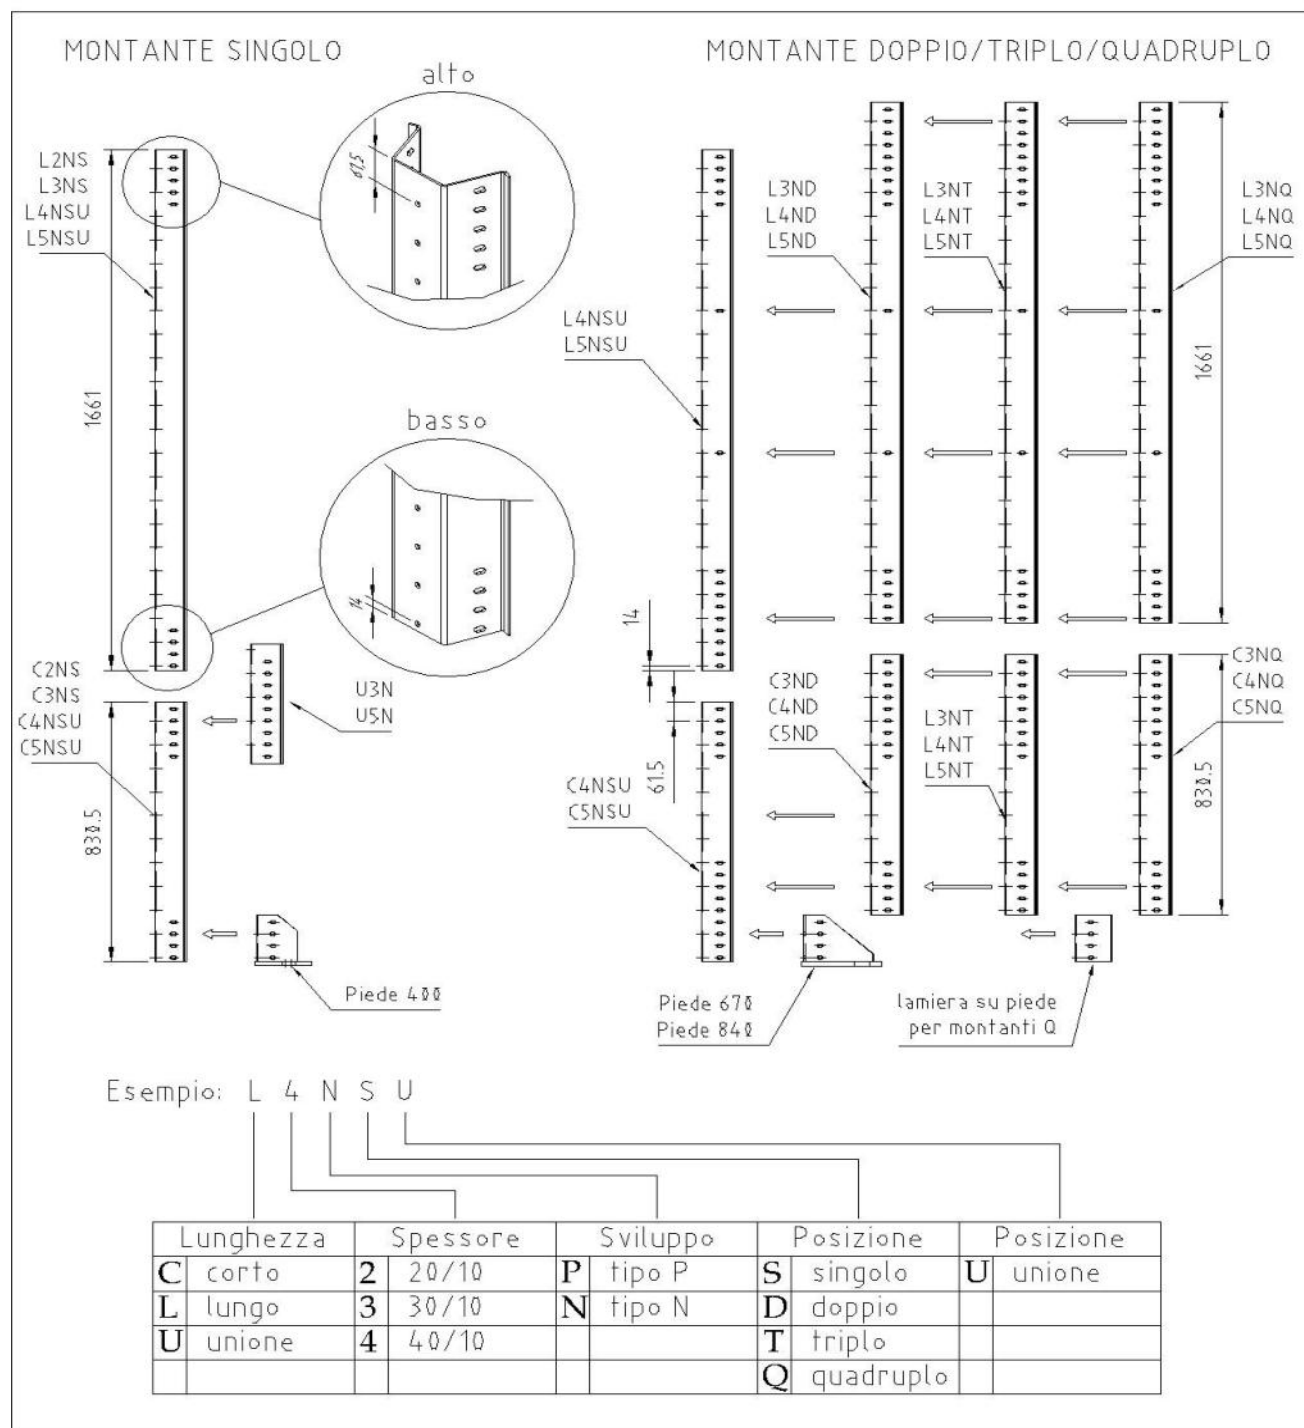 MONTANTE SINGOLO
MONTANTE DOPPIO/TRIPLO/QUADRUPLO
alto
61,5
L2NS
L3NS
L4NSU
L5NSU
1661
basso
14
C2NS
C3NS
C4NSU
C5NSU
830.5
U3N
U5N
Piede 400
L4NSU
L5NSU
L3ND
L4ND
L5ND
L3NT
L4NT
L5NT
L3NQ
L4NQ
L5NQ
1661
14
61.5
C4NSU
C5NSU
C3ND
C4ND
C5ND
L3NT
L4NT
L5NT
C3NQ
C4NQ
C5NQ
830.5
Piede 670
Piede 840
lamiera su piede
per montanti Q
Esempio: L 4 N S U
Lunghezza Spessore Sviluppo Posizione Posizione
C corto 2 20/10 P tipo P S singolo U unione
L lungo 3 30/10 N tipo N D doppio
U unione 4 40/10 T triplo
Q quadruplo